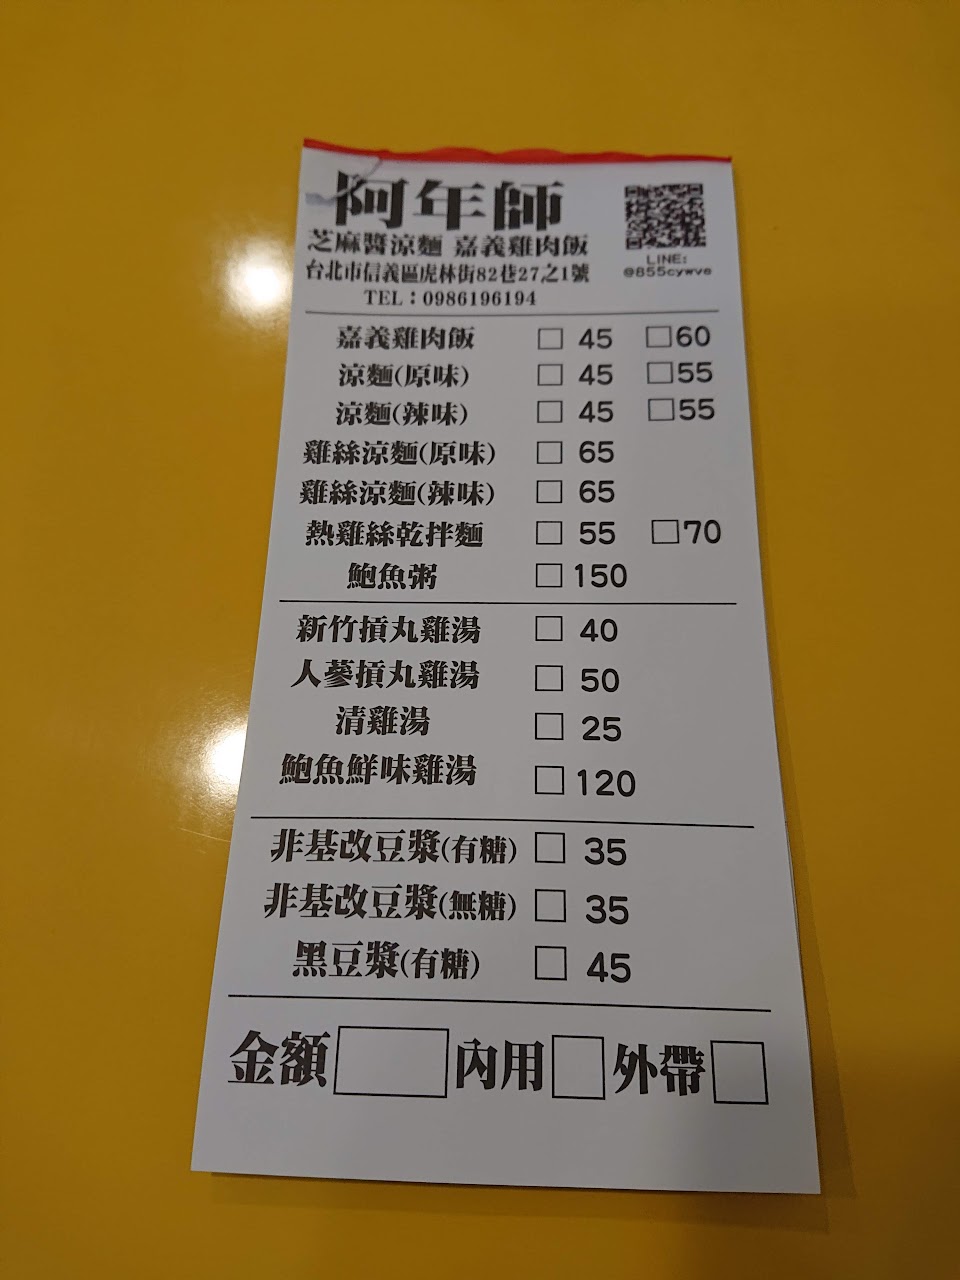 阿年師
芝麻醬涼麵 嘉義雞肉飯
台北市信義區虎林街82巷27之1號
TEL：0986196194
LINE:
@855cywve
嘉義雞肉飯 □ 45 □60
涼麵(原味) □ 45 □55
涼麵(辣味) □ 45 □55
雞絲涼麵(原味) □ 65
雞絲涼麵(辣味) □ 65
熱雞絲乾拌麵 □ 55 □70
鮑魚粥 □150
新竹摃丸雞湯 □ 40
人蔘摃丸雞湯 □ 50
清雞湯 □ 25
鮑魚鮮味雞湯 □120
非基改豆漿(有糖) □ 35
非基改豆漿(無糖) □ 35
黑豆漿(有糖) □ 45
金額□ 內用□ 外帶□